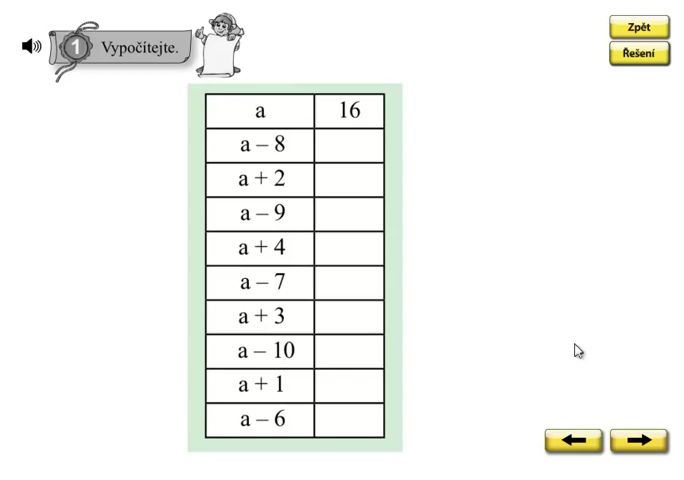 1 Vypočítejte.
Zpět
Řešení
a 16
a – 8
a + 2
a – 9
a + 4
a – 7
a + 3
a – 10
a + 1
a – 6